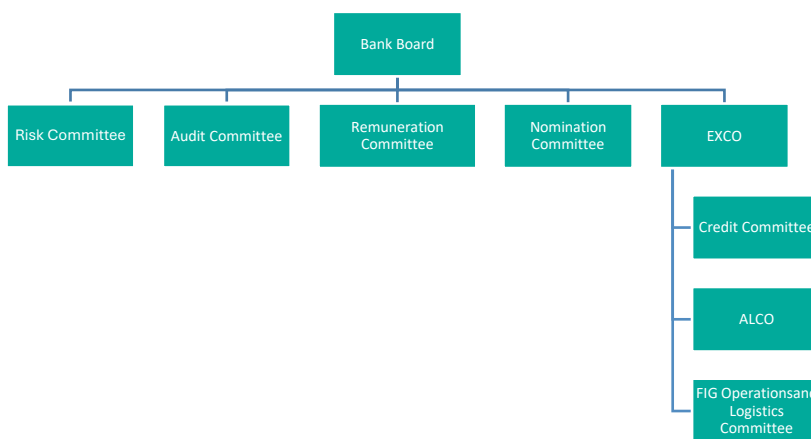 Bank Board
Risk Committee
Audit Committee
Remuneration
Committee
Nomination
Committee
EXCO
Credit Committee
ALCO
FIG Operationsand
Logistics
Committee